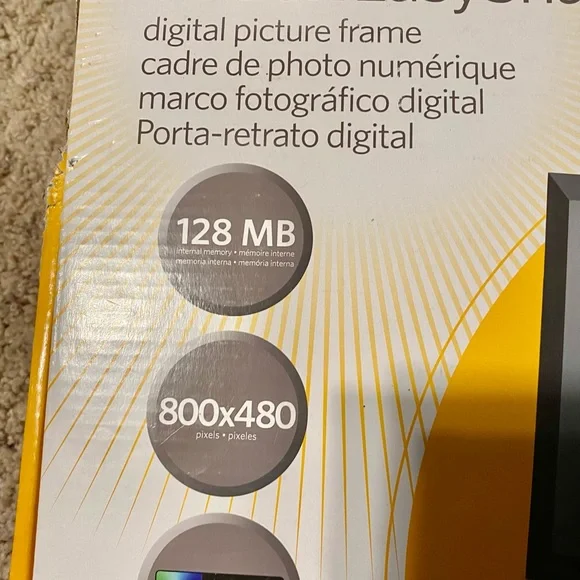 digital picture frame
cadre de photo numérique
marco fotográfico digital
Porta-retrato digital
128 MB
internal memory • mémoire interne
memoria interna • memória interna
800x480
pixels • píxeles